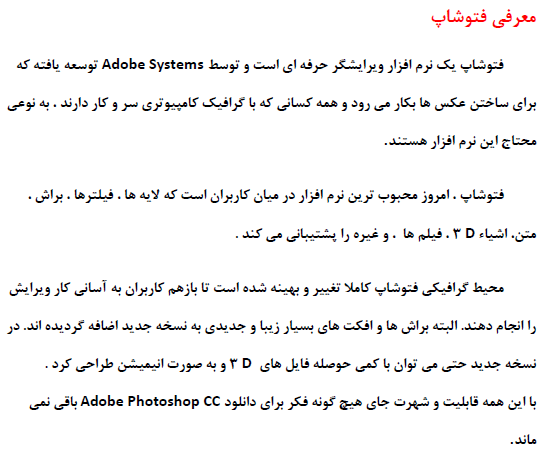 معرفی فتوشاپ
فتوشاپ یک نرم افزار ویرایشگر حرفه ای است و توسط Adobe Systems توسعه یافته که
برای ساختن عکس ها بکار می رود و همه کسانی که با گرافیک کامپیوتری سر و کار دارند ، به نوعی
محتاج این نرم افزار هستند.
فتوشاپ ، امروز محبوب ترین نرم افزار در میان کاربران است که لایه ها ، فیلترها ، براش ،
متن، اشیاء ۳ D ، فیلم ها ، و غیره را پشتیبانی می کند .
محیط گرافیکی فتوشاپ کاملا تغییر و بهینه شده است تا بازهم کاربران به آسانی کار ویرایش
را انجام دهند. البته براش ها و افکت های بسیار زیبا و جدیدی به نسخه جدید اضافه گردیده اند. در
نسخه جدید حتی می توان با کمی حوصله فایل های ۳ D و به صورت انیمیشن طراحی کرد .
با این همه قابلیت و شهرت جای هیچ گونه فکر برای دانلود Adobe Photoshop CC باقی نمی
ماند.